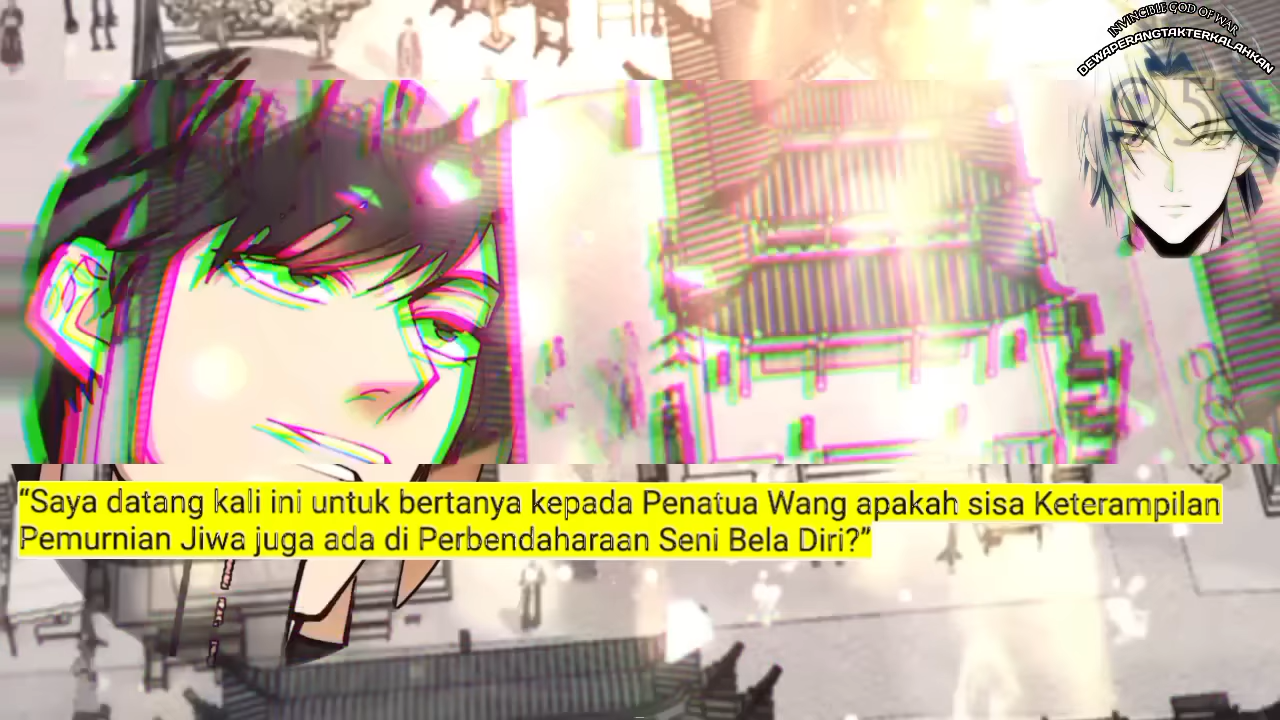 INVINCIBLE GOD OF WAR
DEWAPERANGTAKTERKALAHKAN
“Saya datang kali ini untuk bertanya kepada Penatua Wang apakah sisa Keterampilan
Pemurnian Jiwa juga ada di Perbendaharaan Seni Bela Diri?”